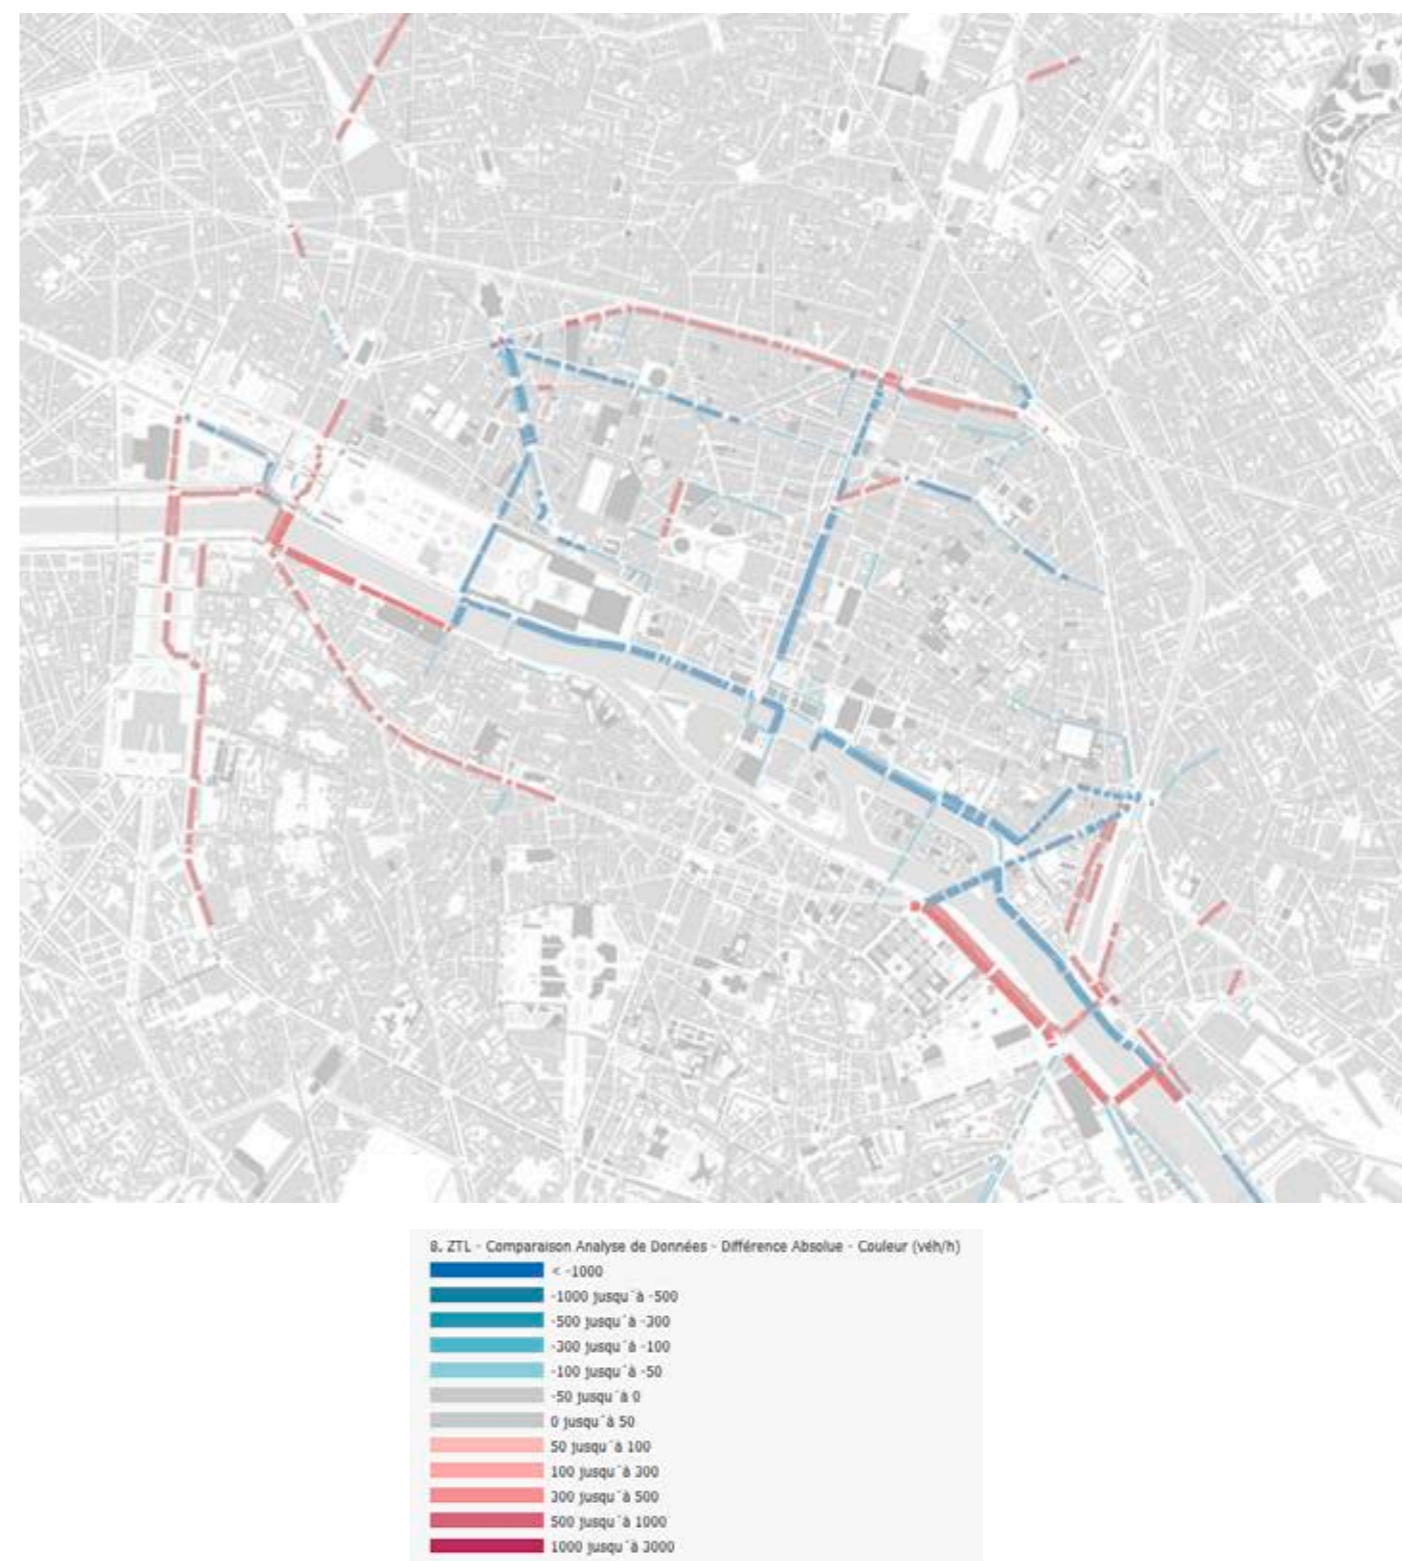 8. ZTL - Comparaison Analyse de Données - Différence Absolue - Couleur (véh/h)
< -1000
-1000 jusqu´à -500
-500 jusqu´à -300
-300 jusqu´à -100
-100 jusqu´à -50
-50 jusqu´à 0
0 jusqu´à 50
50 jusqu´à 100
100 jusqu´à 300
300 jusqu´à 500
500 jusqu´à 1000
1000 jusqu´à 3000